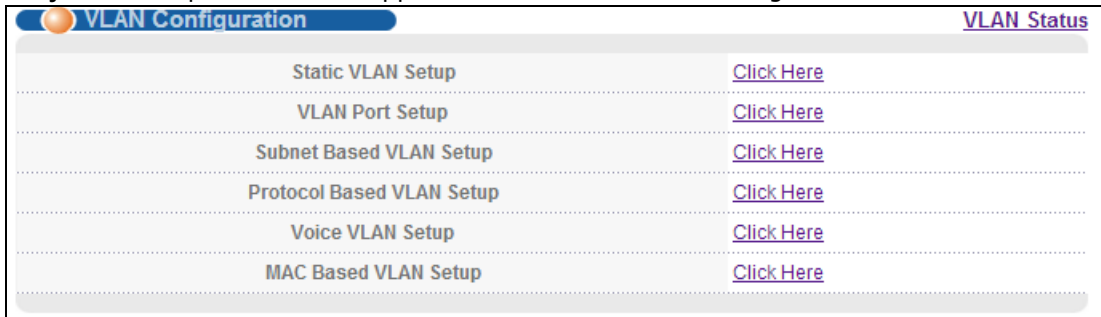 VLAN Configuration VLAN Status
Static VLAN Setup Click Here
VLAN Port Setup Click Here
Subnet Based VLAN Setup Click Here
Protocol Based VLAN Setup Click Here
Voice VLAN Setup Click Here
MAC Based VLAN Setup Click Here